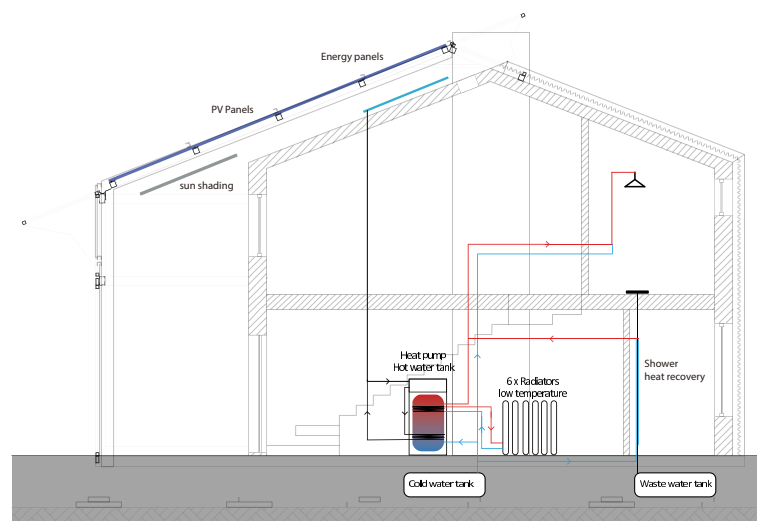 Energy panels
PV Panels
sun shading
Heat pump
Hot water tank
6 x Radiators
low temperature
Shower
heat recovery
Cold water tank
Waste water tank